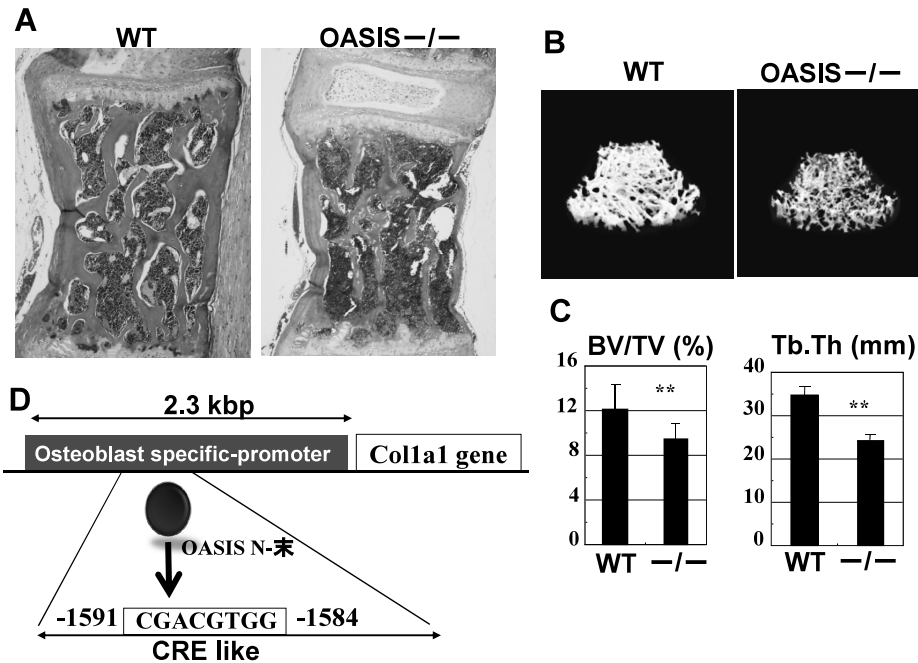 A
WT
OASIS－/－
B
WT
OASIS－/－
C
BV/TV (%)
16
12
8
4
0
WT
－/－
**
Tb.Th (mm)
40
30
20
10
0
WT
－/－
**
D
2.3 kbp
Osteoblast specific-promoter
Col1a1 gene
OASIS N-末
-1591 CGACGTGG -1584
CRE like